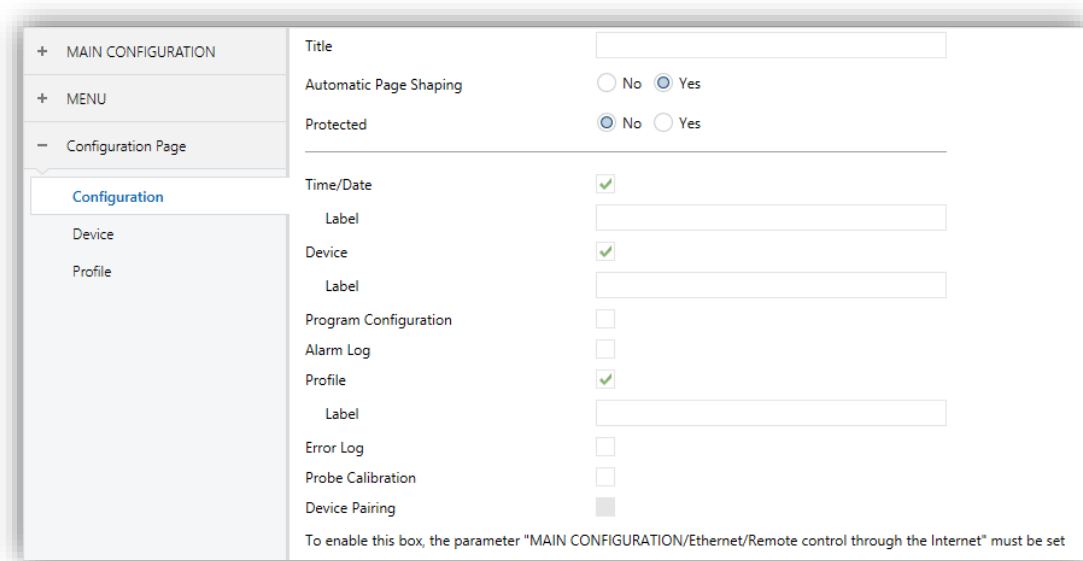 MAIN CONFIGURATION
MENU
Configuration Page
Configuration
Device
Profile
Title
Automatic Page Shaping
No Yes
Protected
No Yes
Time/Date
Label
Device
Label
Program Configuration
Alarm Log
Profile
Label
Error Log
Probe Calibration
Device Pairing
To enable this box, the parameter "MAIN CONFIGURATION/Ethernet/Remote control through the Internet" must be set